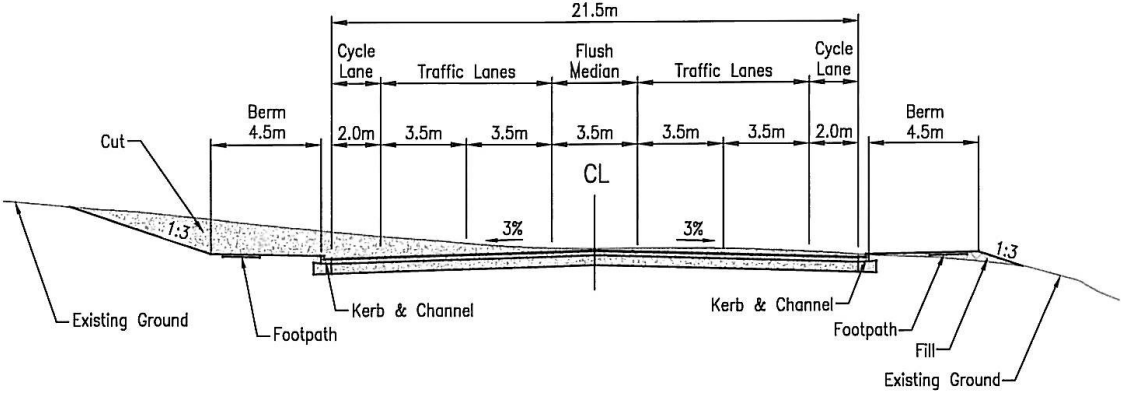 21.5m
Cycle
Lane
Traffic Lanes
Flush
Median
Traffic Lanes
Cycle
Lane
Berm
4.5m
2.0m
3.5m
3.5m
3.5m
3.5m
3.5m
2.0m
Berm
4.5m
Cut
CL
1:3
3%
3%
1:3
Existing Ground
Footpath
Kerb & Channel
Kerb & Channel
Footpath
Fill
Existing Ground